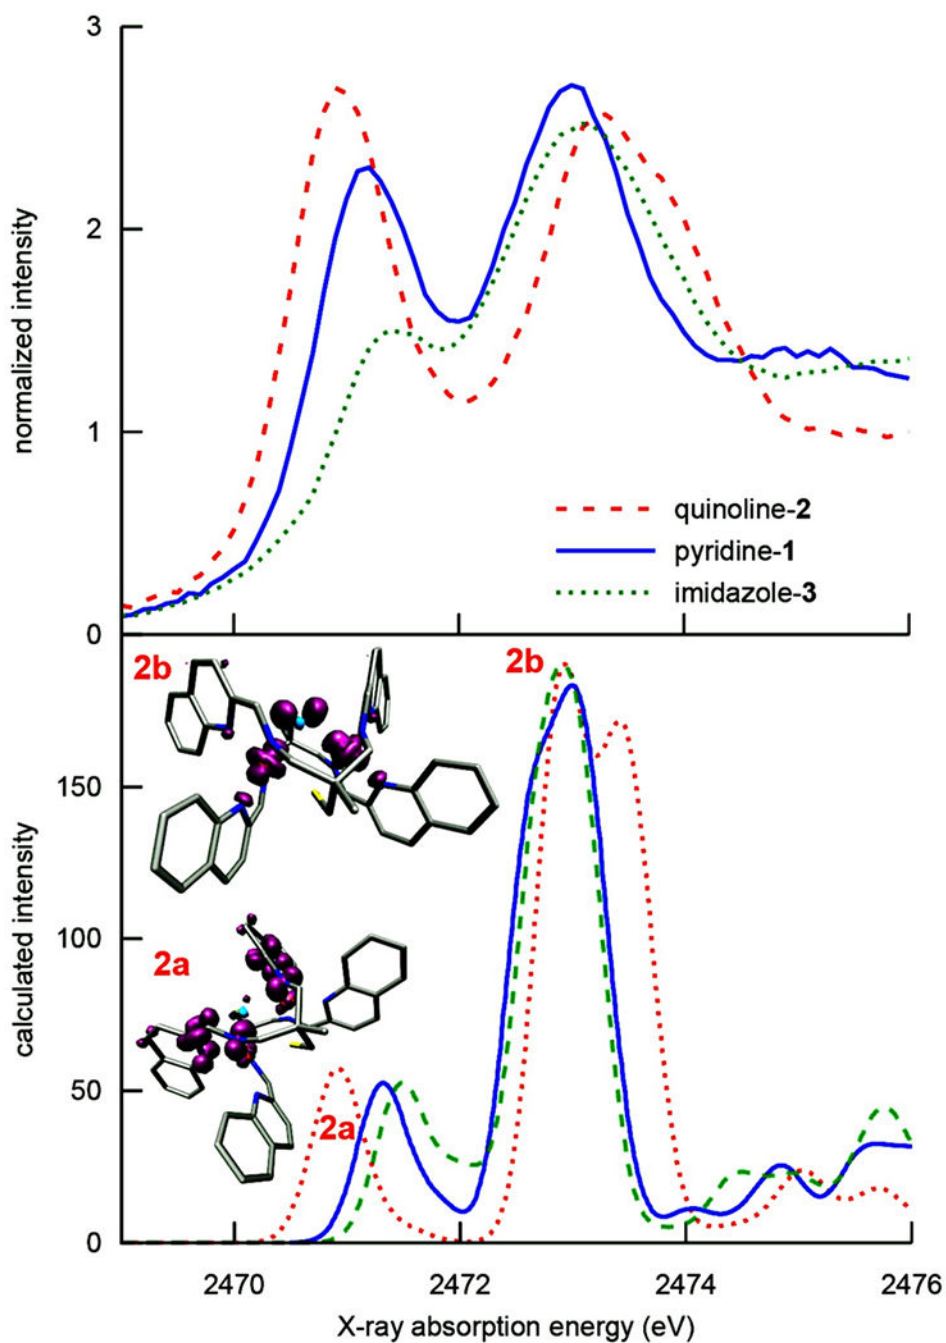 3
2
1
0
normalized intensity
quinoline-2
pyridine-1
imidazole-3
2b
2b
2a
2a
150
100
50
0
calculated intensity
2470 2472 2474 2476
X-ray absorption energy (eV)